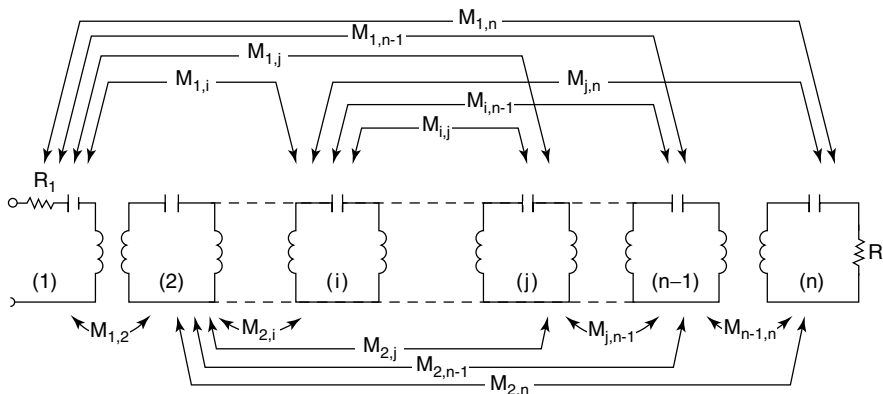 M1,n
M1,n-1
M1,j
M1,i
Mj,n
Mi,n-1
Mi,j
R1
R
(1) (2) (i) (j) (n–1) (n)
M1,2
M2,i
M2,j
Mj,n-1
Mn-1,n
M2,n-1
M2,n